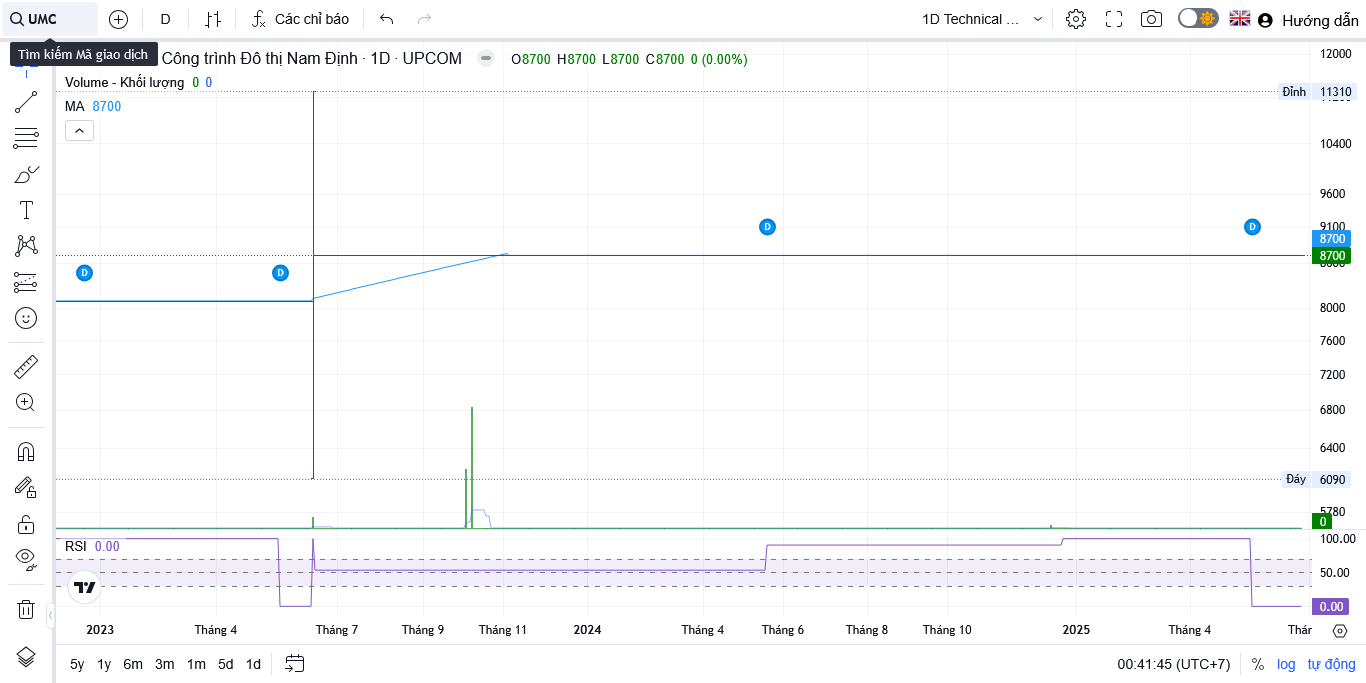 UMC
D
Các chỉ báo
1D Technical ...
Hướng dẫn
Tìm kiếm Mã giao dịch
Công trình Đô thị Nam Định · 1D · UPCOM
O8700 H8700 L8700 C8700 0 (0.00%)
Volume - Khối lượng 0 0
MA 8700
12000
Đỉnh 11310
10400
9600
9100
8700
8700
8000
7600
7200
6800
6400
Đáy 6090
5780
0
D
D
D
D
RSI 0.00
100.00
50.00
0.00
2023
Tháng 4
Tháng 7
Tháng 9
Tháng 11
2024
Tháng 4
Tháng 6
Tháng 8
Tháng 10
2025
Tháng 4
Thár
5y 1y 6m 3m 1m 5d 1d
00:41:45 (UTC+7)
% log tự động